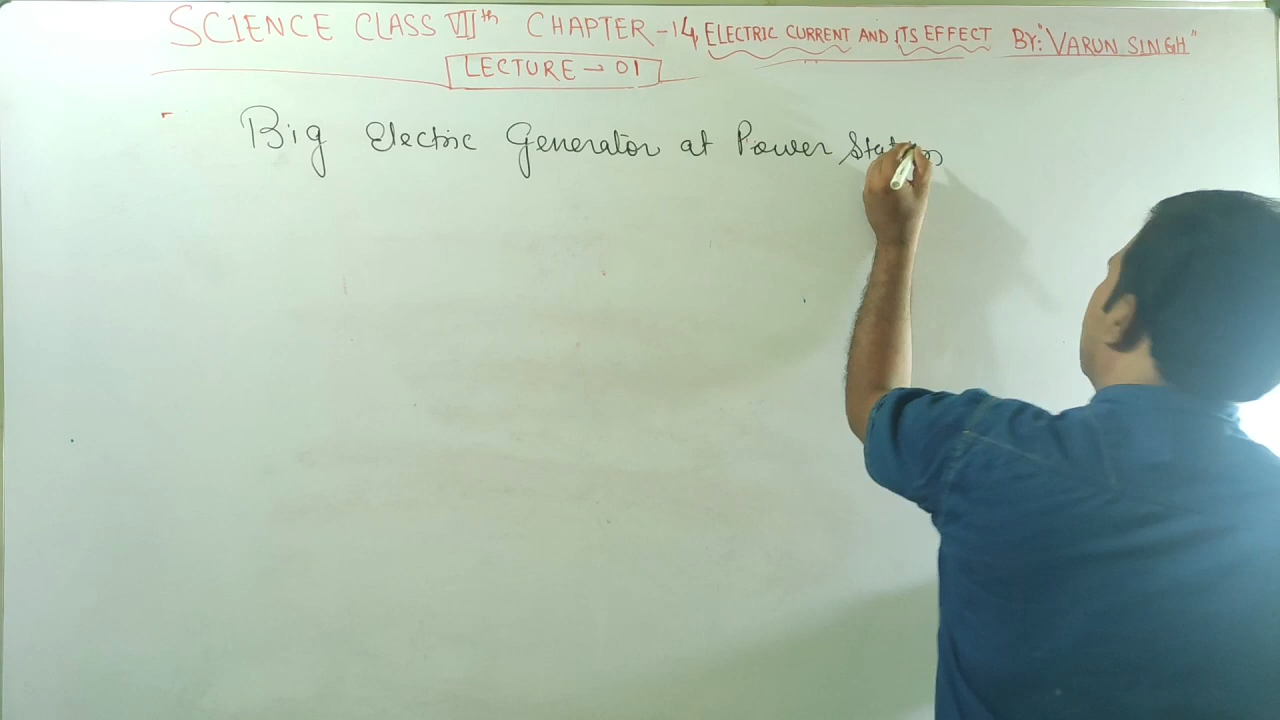 SCIENCE CLASS VIIth CHAPTER-14, ELECTRIC CURRENT AND ITS EFFECT BY:"VARUN SINGH"
LECTURE → 01
Big Electric Generator at Power